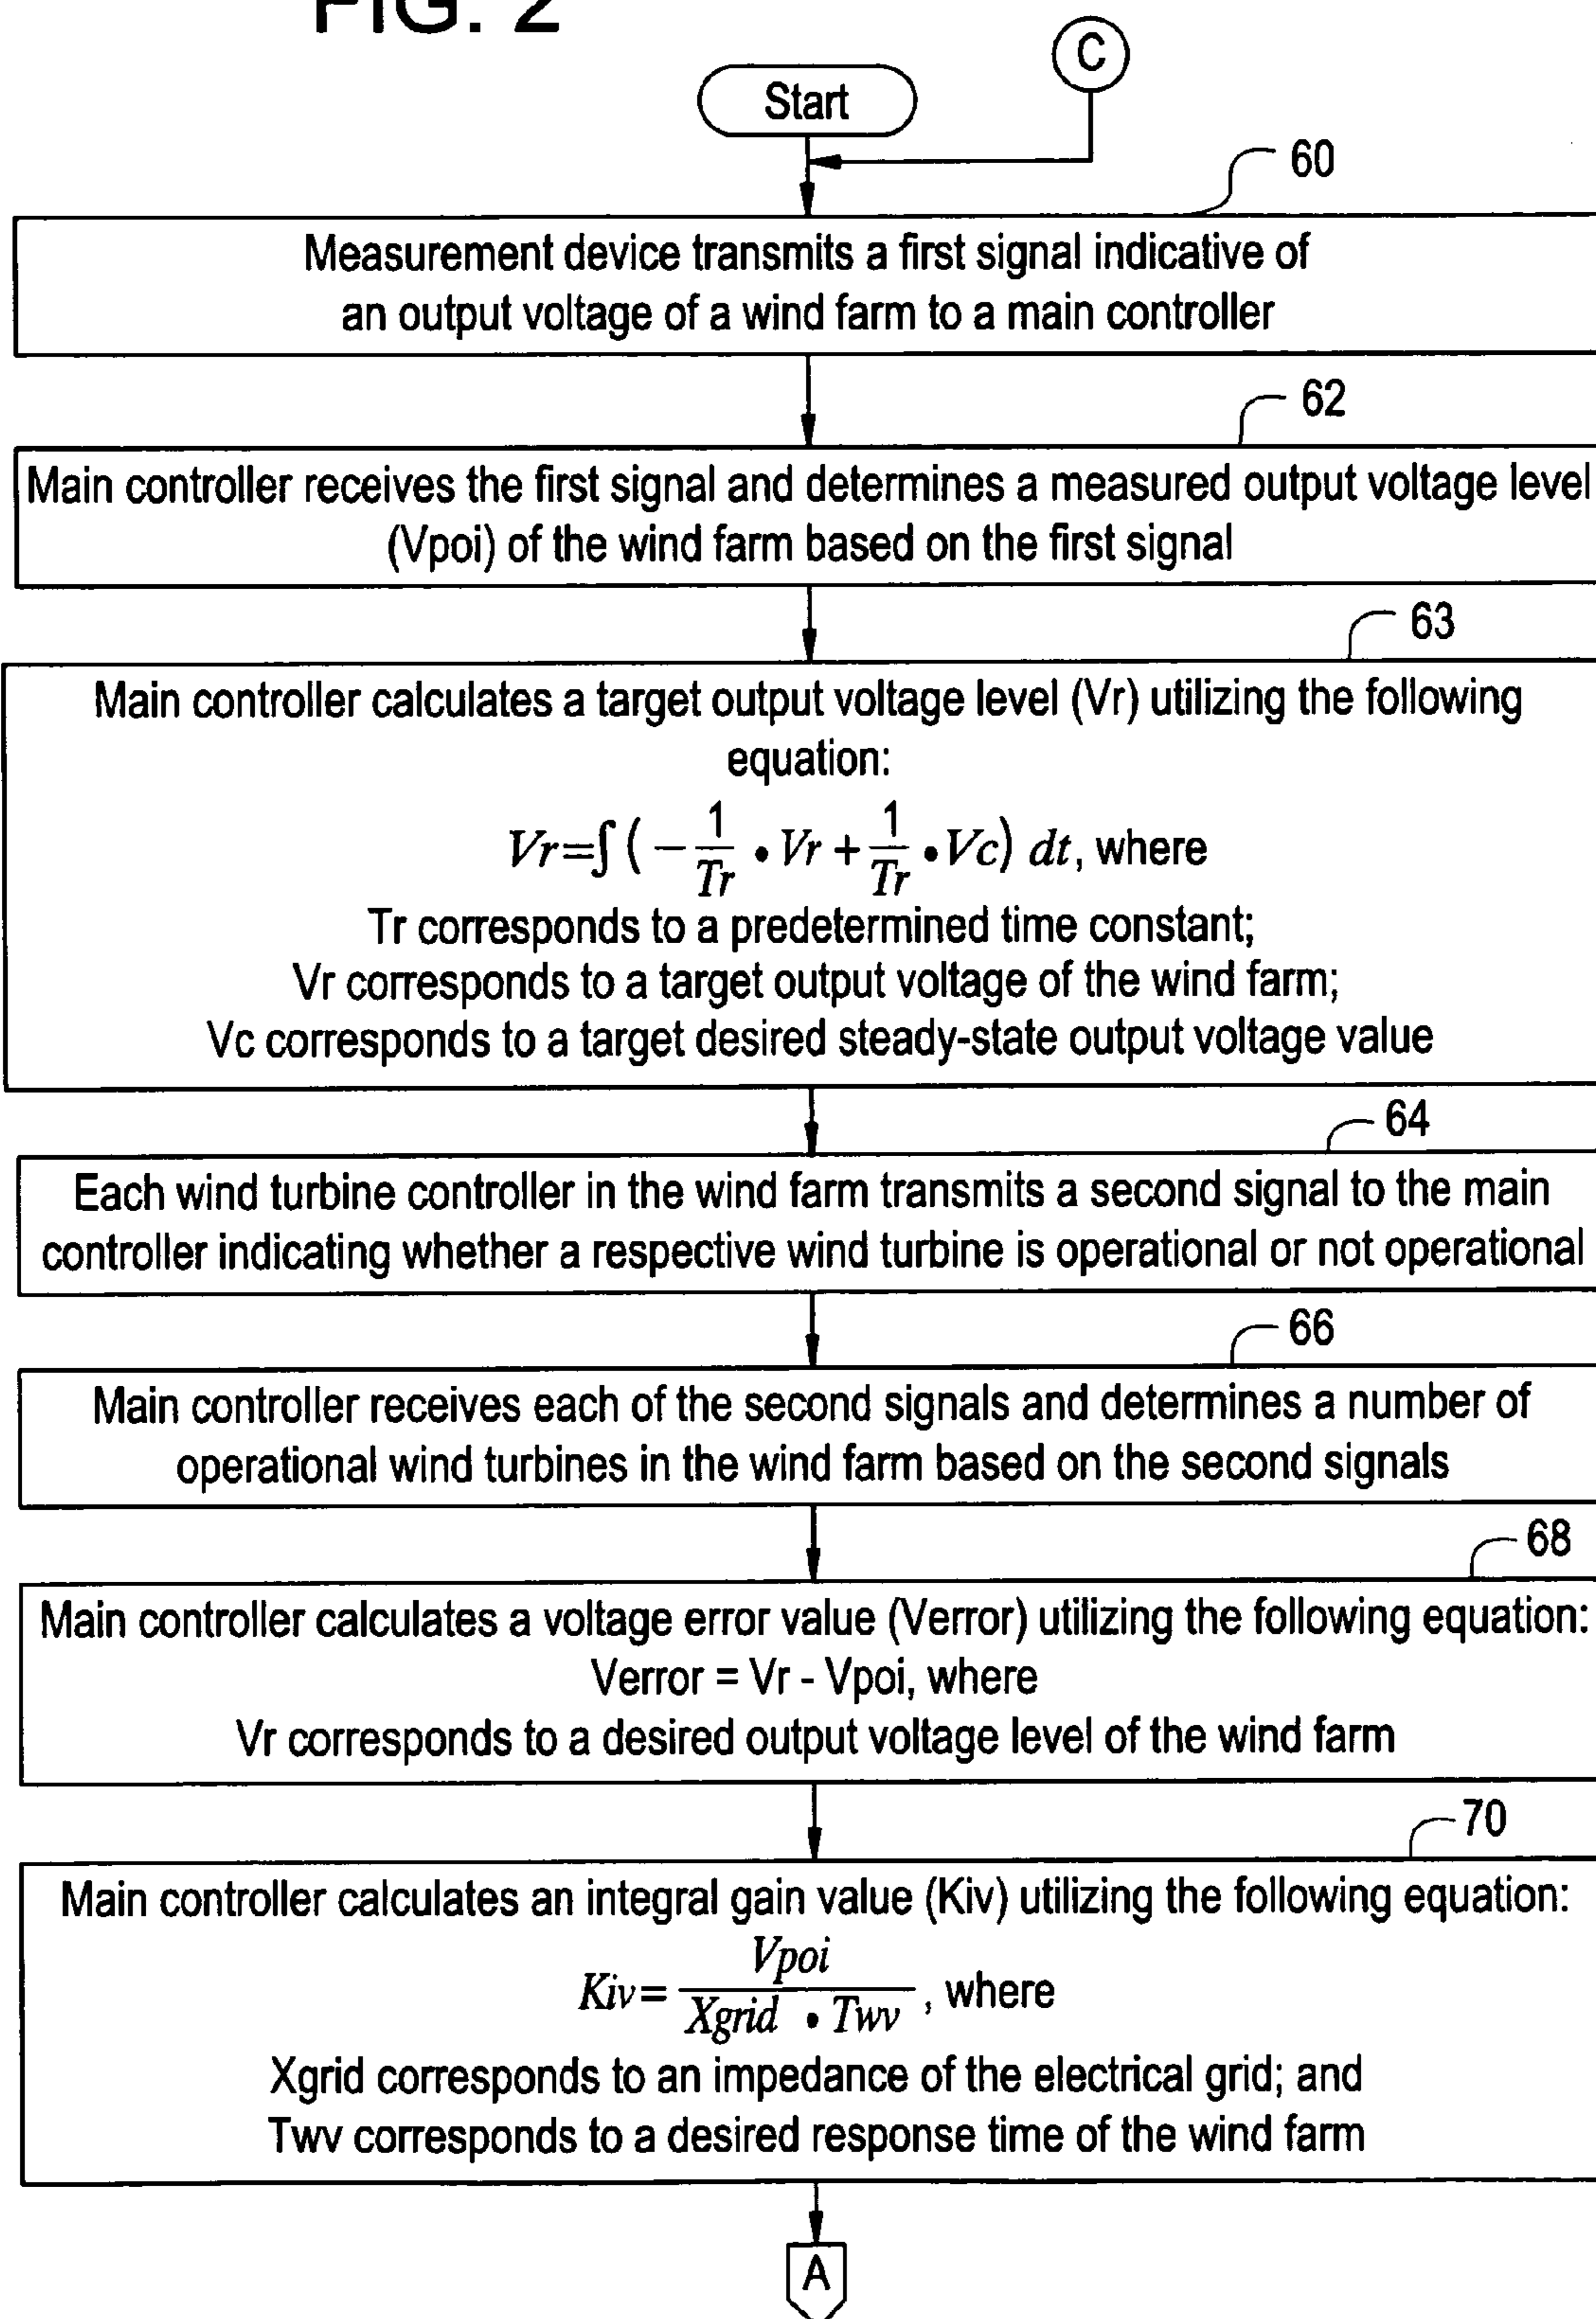 FIG. 2
C
Start
60
Measurement device transmits a first signal indicative of
an output voltage of a wind farm to a main controller
62
Main controller receives the first signal and determines a measured output voltage level
(Vpoi) of the wind farm based on the first signal
63
Main controller calculates a target output voltage level (Vr) utilizing the following
equation:
Vr=∫(-1/Tr • Vr + 1/Tr • Vc) dt, where
Tr corresponds to a predetermined time constant;
Vr corresponds to a target output voltage of the wind farm;
Vc corresponds to a target desired steady-state output voltage value
64
Each wind turbine controller in the wind farm transmits a second signal to the main
controller indicating whether a respective wind turbine is operational or not operational
66
Main controller receives each of the second signals and determines a number of
operational wind turbines in the wind farm based on the second signals
68
Main controller calculates a voltage error value (Verror) utilizing the following equation:
Verror = Vr - Vpoi, where
Vr corresponds to a desired output voltage level of the wind farm
70
Main controller calculates an integral gain value (Kiv) utilizing the following equation:
Kiv= Vpoi/Xgrid • Twv, where
Xgrid corresponds to an impedance of the electrical grid; and
Twv corresponds to a desired response time of the wind farm
A